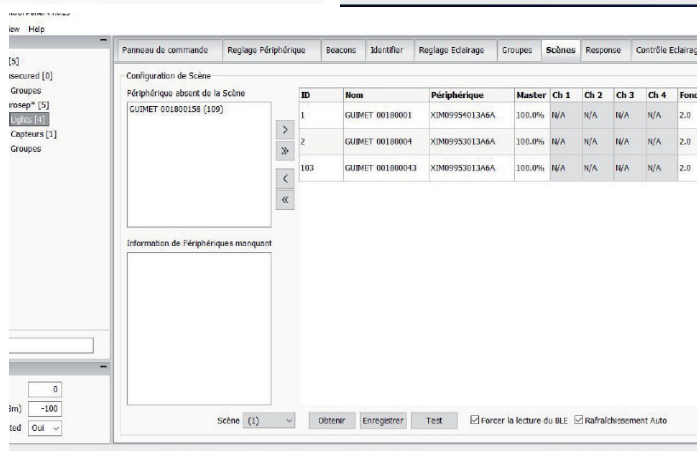 iew Help
[5]
nsecured [0]
Groupes
rosep* [5]
Lights [4]
Capteurs [1]
Groupes
0
3m) -100
ted Oui
Panneau de commande Reglage Périphérique Beacons Identifier Reglage Eclairage Groupes Scènes Response Contrôle Eclairag
Configuration de Scène
Périphérique absent de la Scène
GUIMET 001800158 (109)
>
»
<
«
Information de Périphériques manquant
ID Nom Périphérique Master Ch 1 Ch 2 Ch 3 Ch 4 Fond
1 GUIMET 00180001 XIM09954013A6A 100.0% N/A N/A N/A N/A 2.0
2 GUIMET 00180004 XIM09953013A6A 100.0% N/A N/A N/A N/A 2.0
103 GUIMET 001800043 XIM09953013A6A 100.0% N/A N/A N/A N/A 2.0
Scène (1) Obtenir Enregistrer Test Forcer la lecture du BLE Rafraîchissement Auto